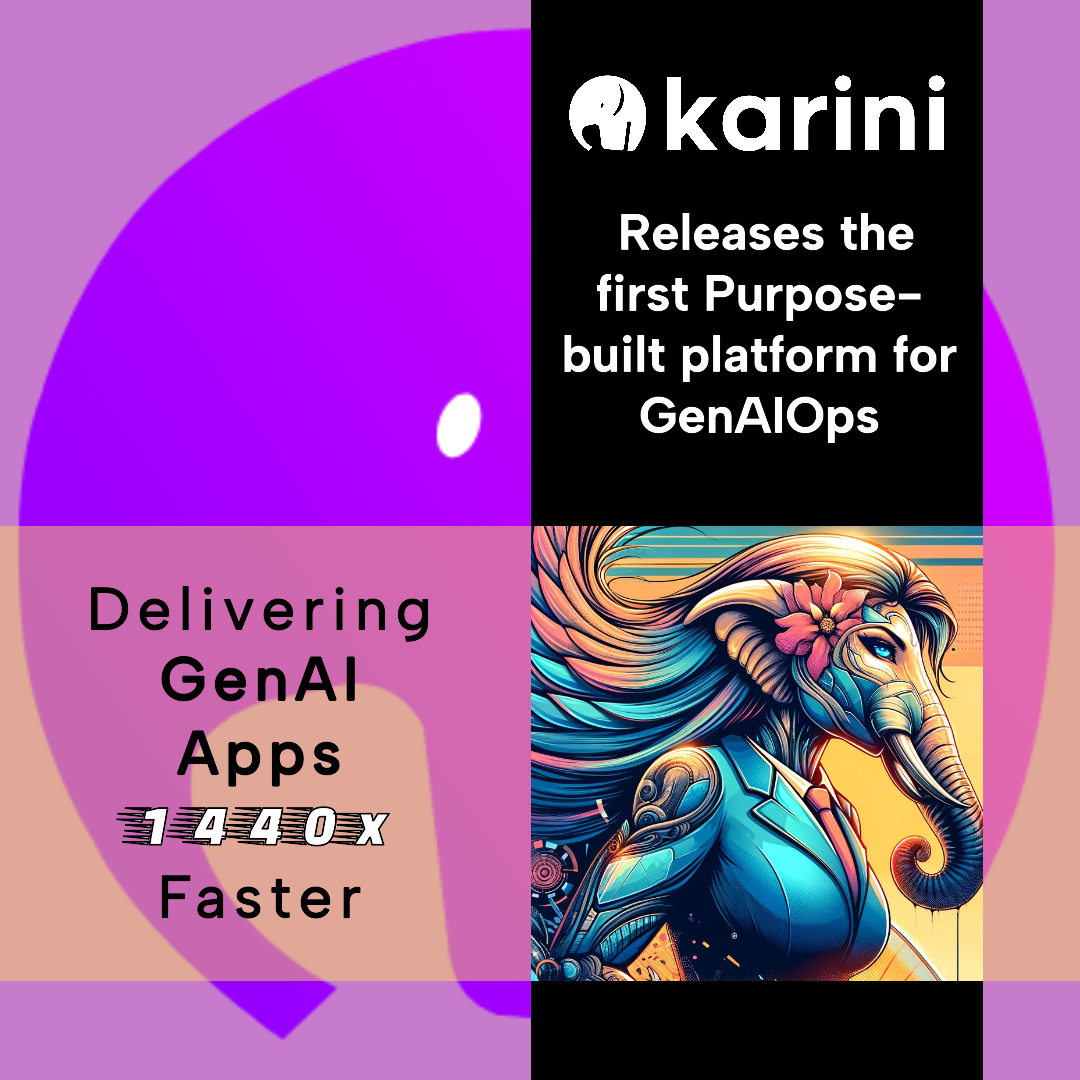 karini
Releases the
first Purpose-
built platform for
GenAIOps
Delivering
GenAI
Apps
1440x
Faster